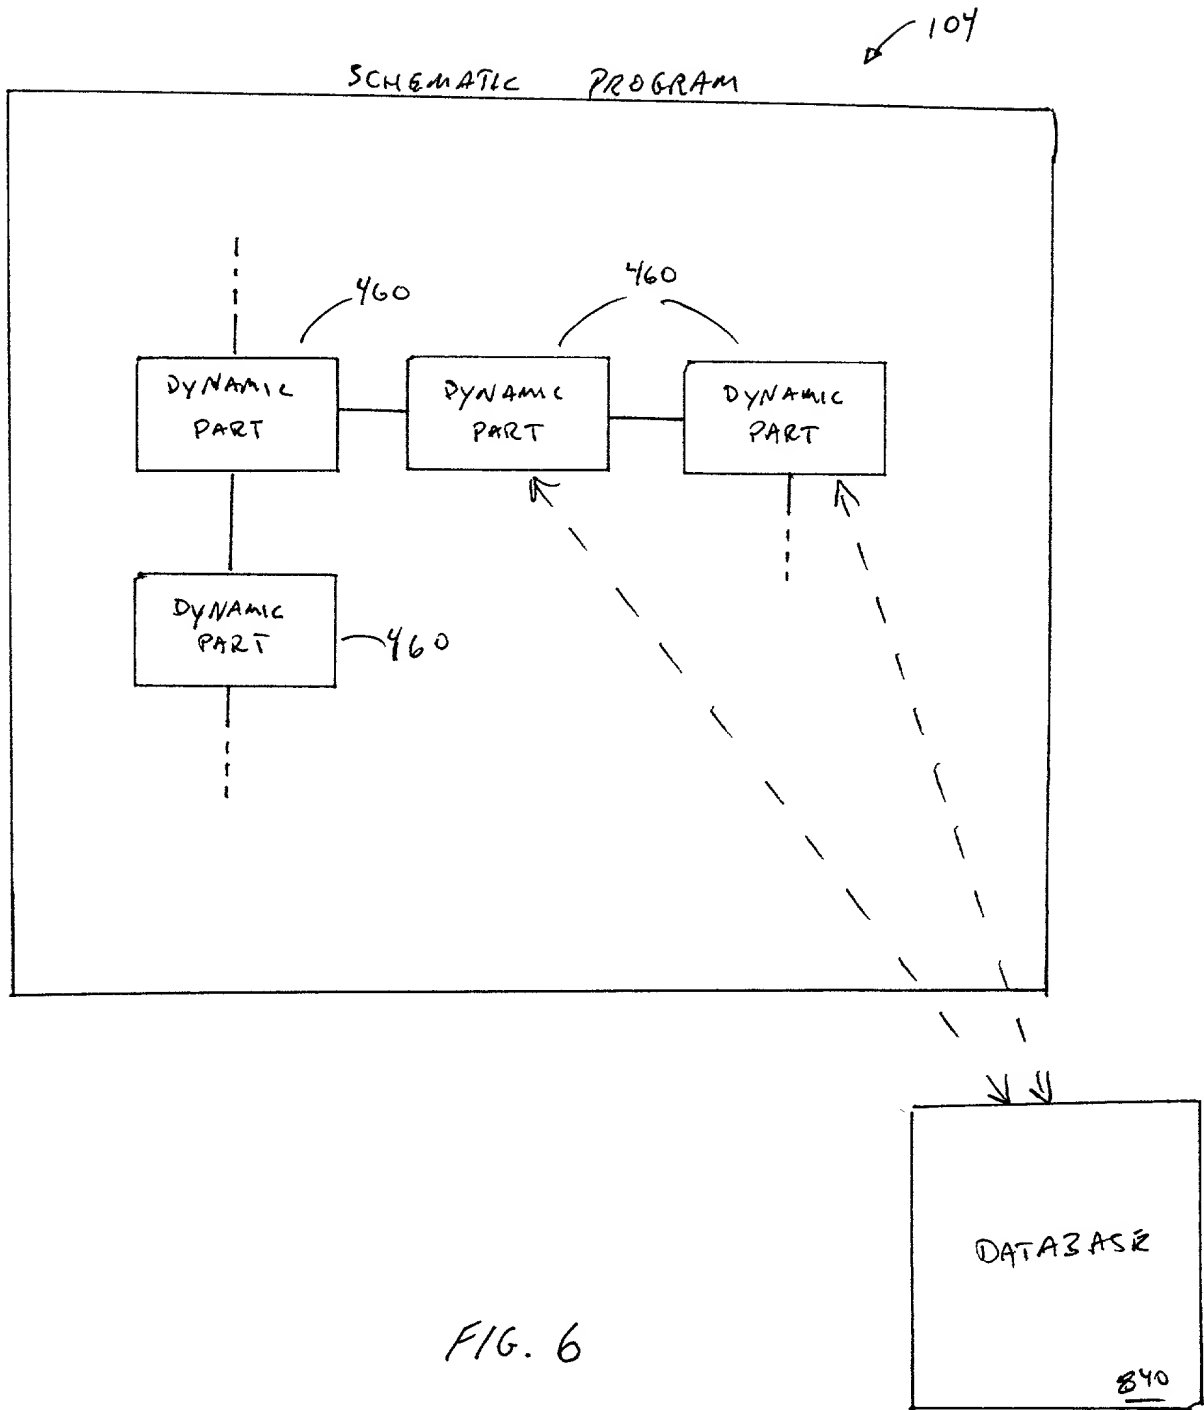 104
SCHEMATIC PROGRAM
460
460
DYNAMIC
PART
DYNAMIC
PART
DYNAMIC
PART
DYNAMIC
PART
460
DATABASE
840
FIG. 6